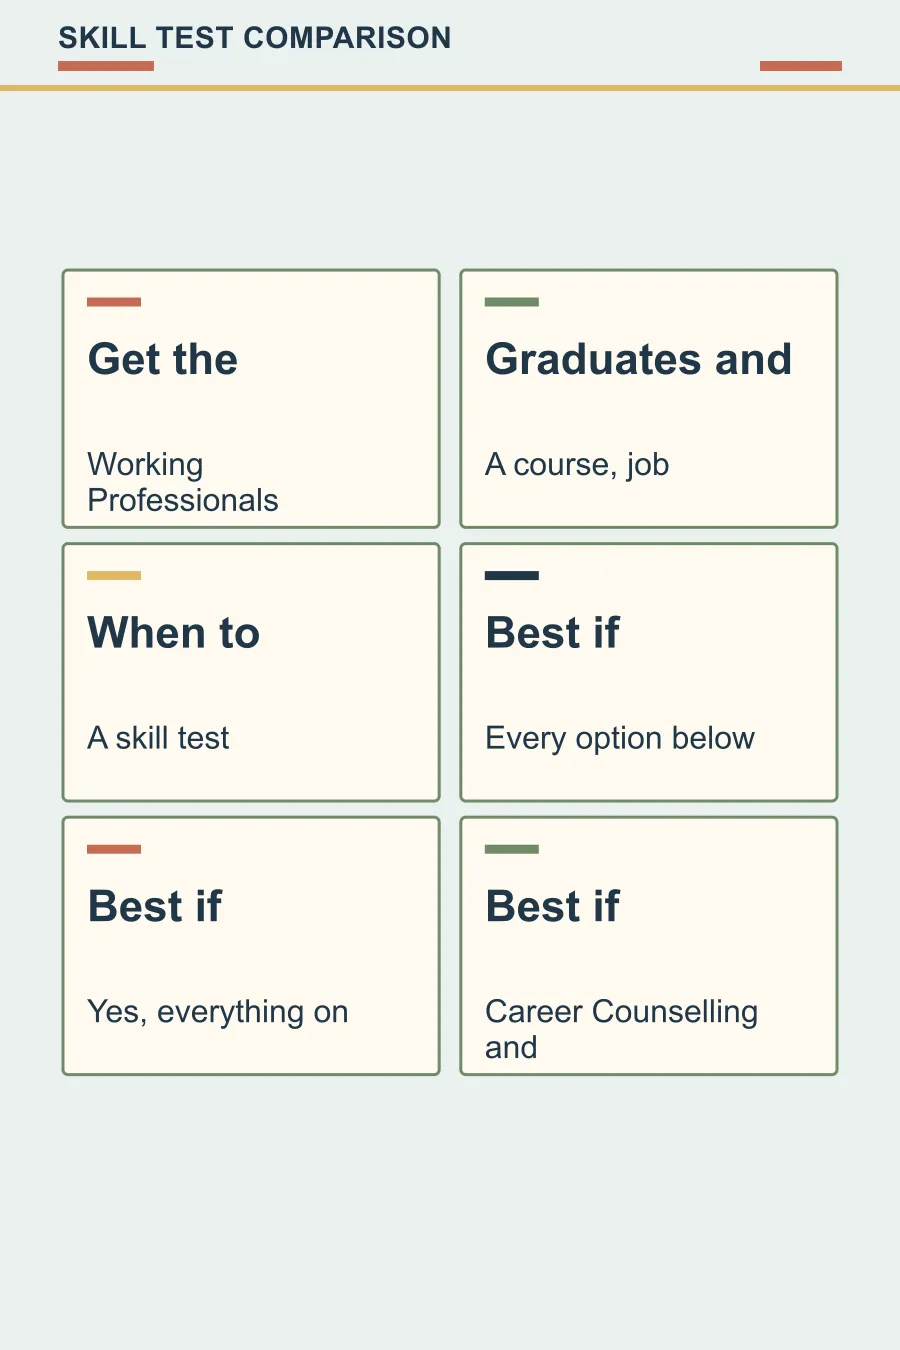 SKILL TEST COMPARISON
Get the
Working
Professionals
Graduates and
A course, job
When to
A skill test
Best if
Every option below
Best if
Yes, everything on
Best if
Career Counselling
and